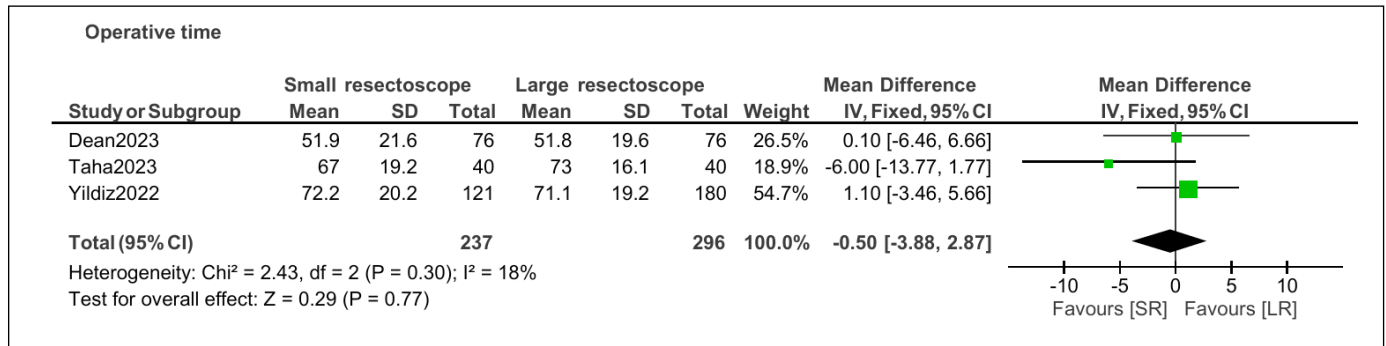 Operative time
Small resectoscope Large resectoscope Mean Difference Mean Difference
Study or Subgroup Mean SD Total Mean SD Total Weight IV, Fixed, 95% CI IV, Fixed, 95% CI
Dean2023 51.9 21.6 76 51.8 19.6 76 26.5% 0.10 [-6.46, 6.66]
Taha2023 67 19.2 40 73 16.1 40 18.9% -6.00 [-13.77, 1.77]
Yildiz2022 72.2 20.2 121 71.1 19.2 180 54.7% 1.10 [-3.46, 5.66]
Total (95% CI) 237 296 100.0% -0.50 [-3.88, 2.87]
Heterogeneity: Chi² = 2.43, df = 2 (P = 0.30); I² = 18%
Test for overall effect: Z = 0.29 (P = 0.77)
-10 -5 0 5 10
Favours [SR] Favours [LR]